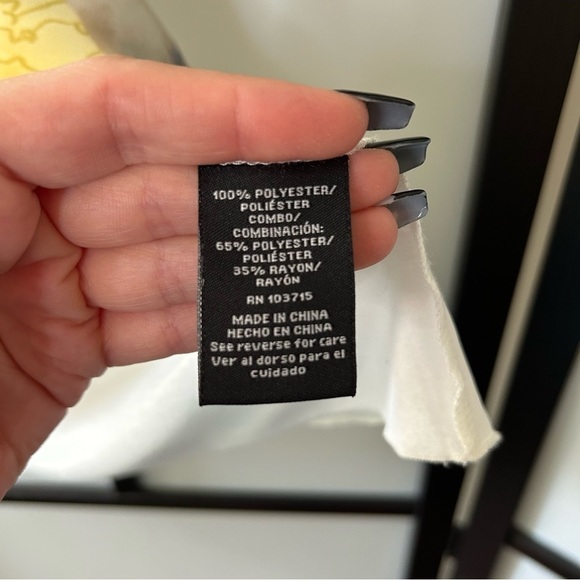 100% POLYESTER/
POLIÉSTER
COMBO/
COMBINACIÓN:
65% POLYESTER/
POLIÉSTER
35% RAYON/
RAYÓN
RN 103715
MADE IN CHINA
HECHO EN CHINA
See reverse for care
Ver al dorso para el
cuidado